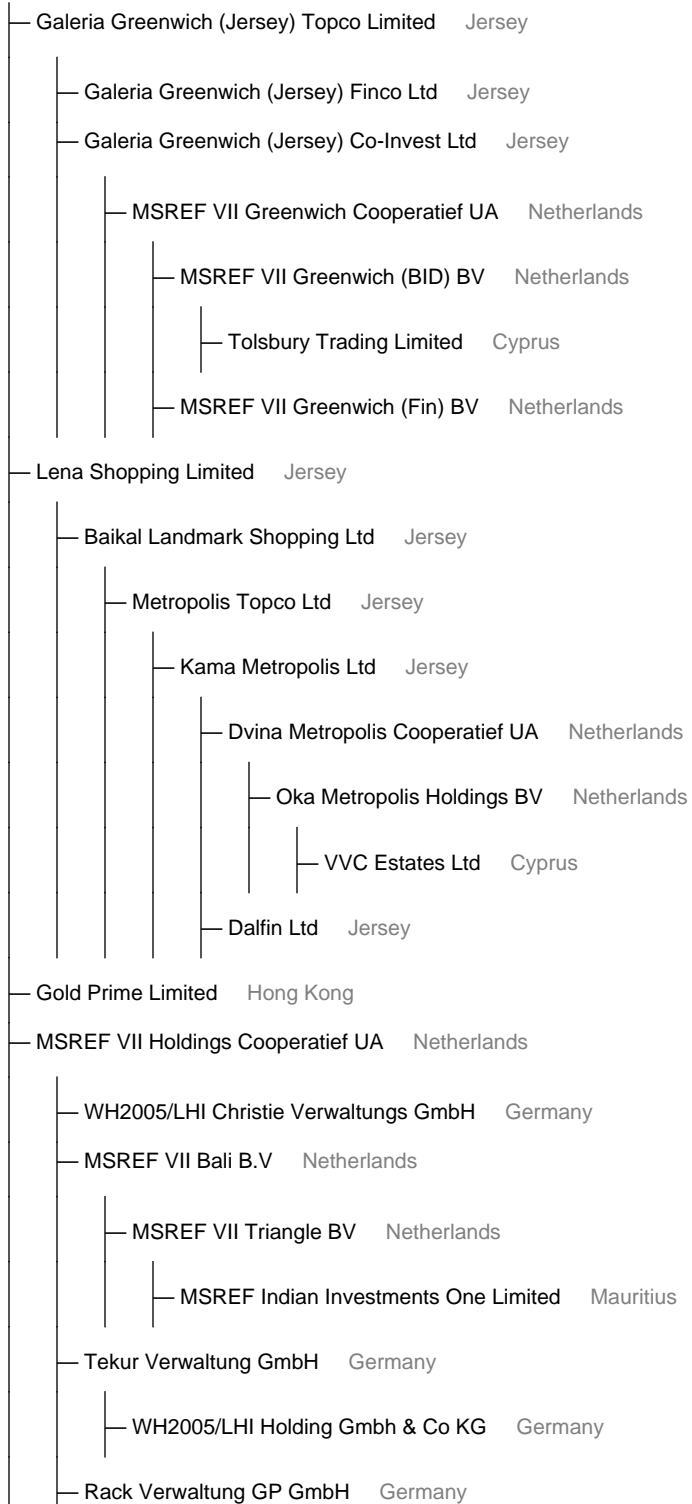 Galeria Greenwich (Jersey) Topco Limited Jersey
Galeria Greenwich (Jersey) Finco Ltd Jersey
Galeria Greenwich (Jersey) Co-Invest Ltd Jersey
MSREF VII Greenwich Cooperatief UA Netherlands
MSREF VII Greenwich (BID) BV Netherlands
Tolsbury Trading Limited Cyprus
MSREF VII Greenwich (Fin) BV Netherlands
Lena Shopping Limited Jersey
Baikal Landmark Shopping Ltd Jersey
Metropolis Topco Ltd Jersey
Kama Metropolis Ltd Jersey
Dvina Metropolis Cooperatief UA Netherlands
Oka Metropolis Holdings BV Netherlands
VVC Estates Ltd Cyprus
Dalfin Ltd Jersey
Gold Prime Limited Hong Kong
MSREF VII Holdings Cooperatief UA Netherlands
WH2005/LHI Christie Verwaltungs GmbH Germany
MSREF VII Bali B.V Netherlands
MSREF VII Triangle BV Netherlands
MSREF Indian Investments One Limited Mauritius
Tekur Verwaltung GmbH Germany
WH2005/LHI Holding Gmbh & Co KG Germany
Rack Verwaltung GP GmbH Germany